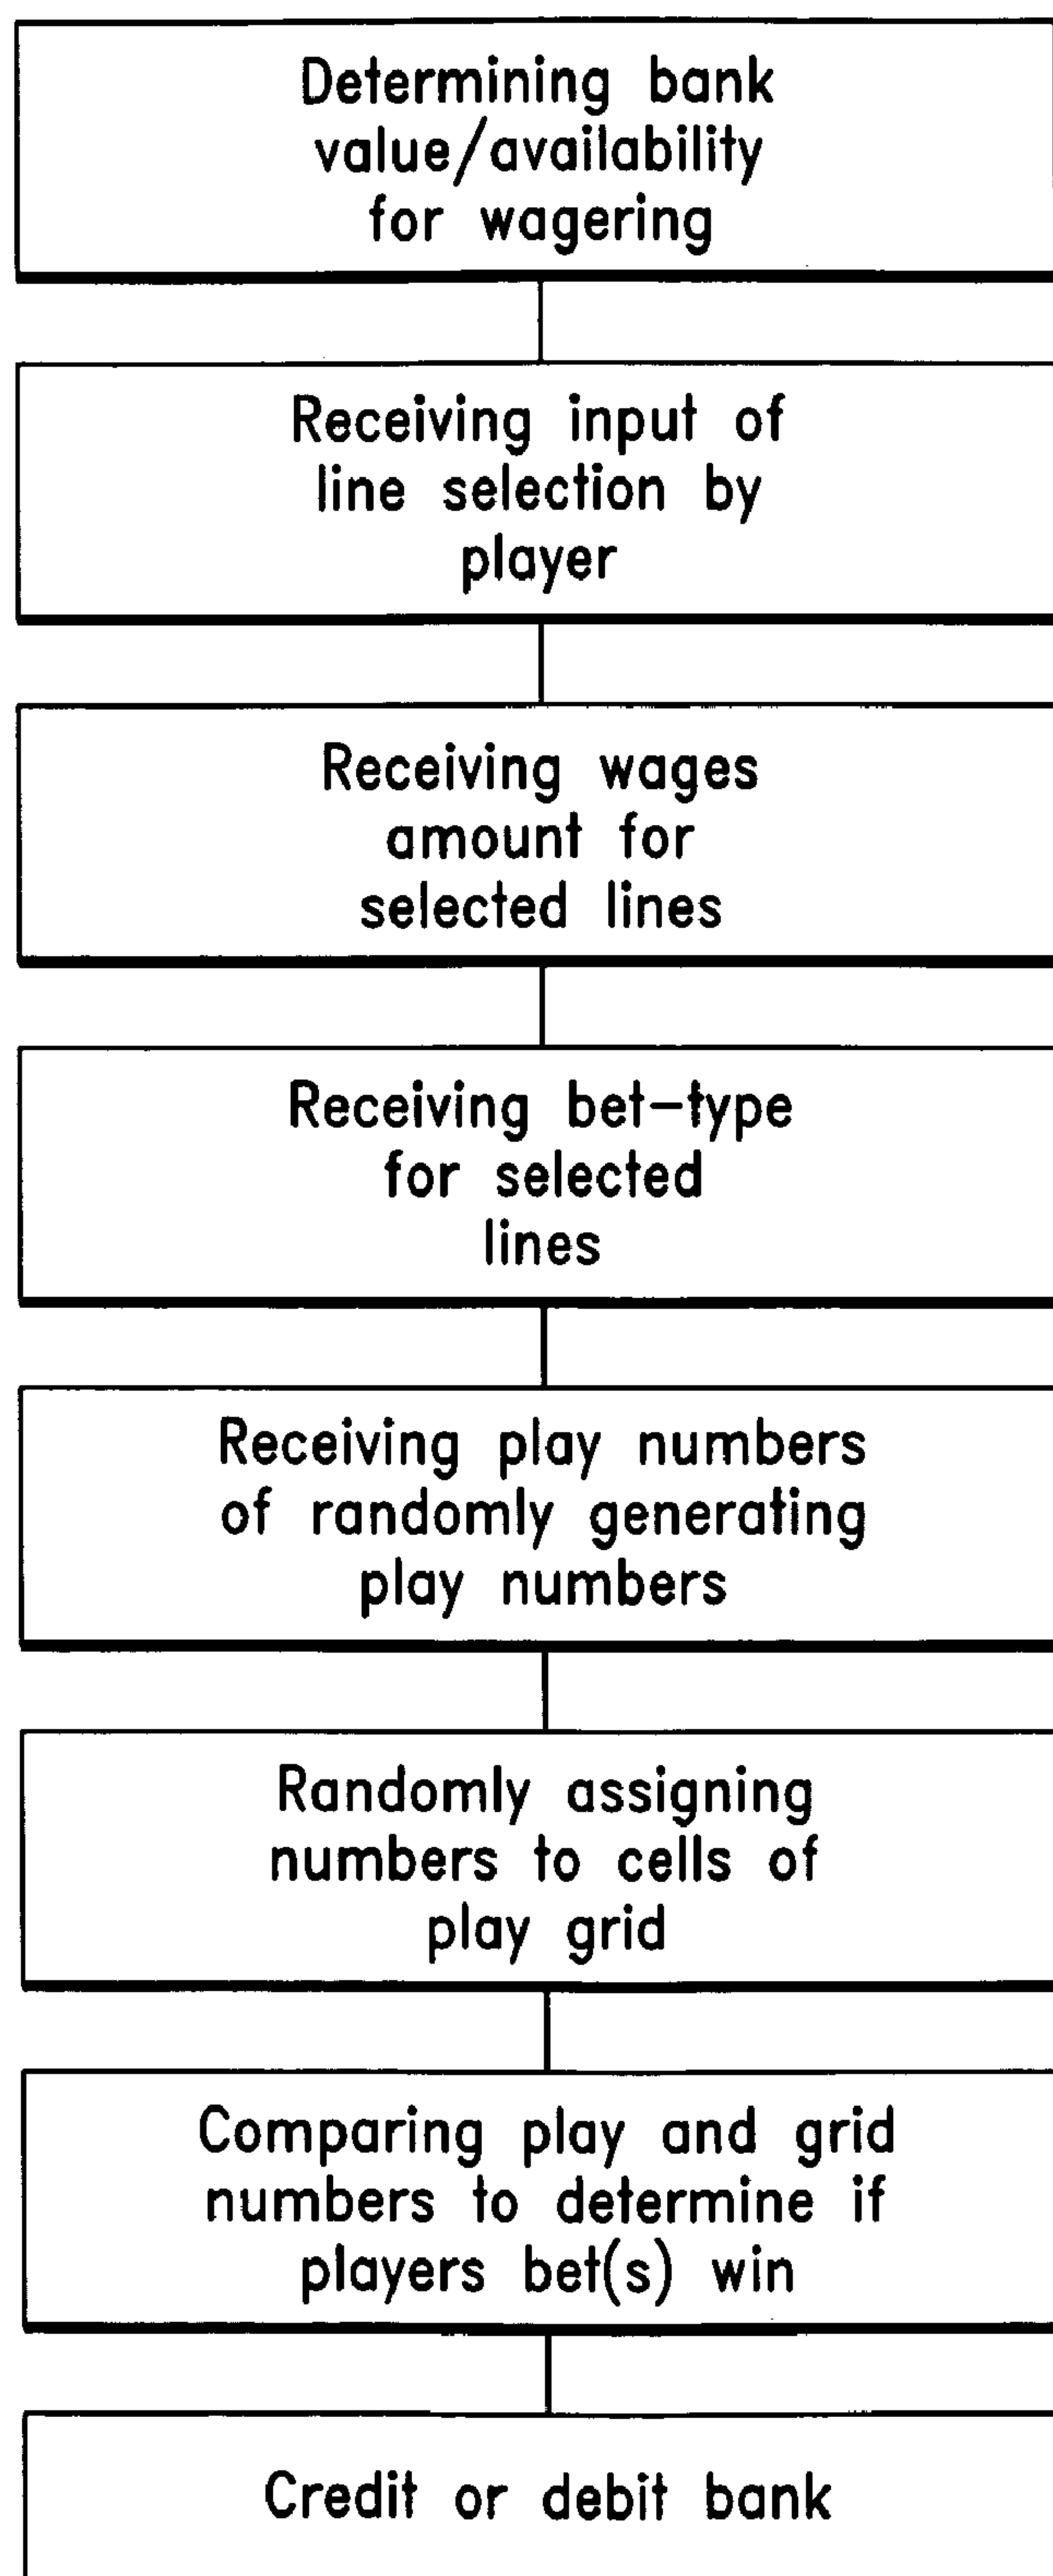 Determining bank
value/availability
for wagering
Receiving input of
line selection by
player
Receiving wages
amount for
selected lines
Receiving bet-type
for selected
lines
Receiving play numbers
of randomly generating
play numbers
Randomly assigning
numbers to cells of
play grid
Comparing play and grid
numbers to determine if
players bet(s) win
Credit or debit bank